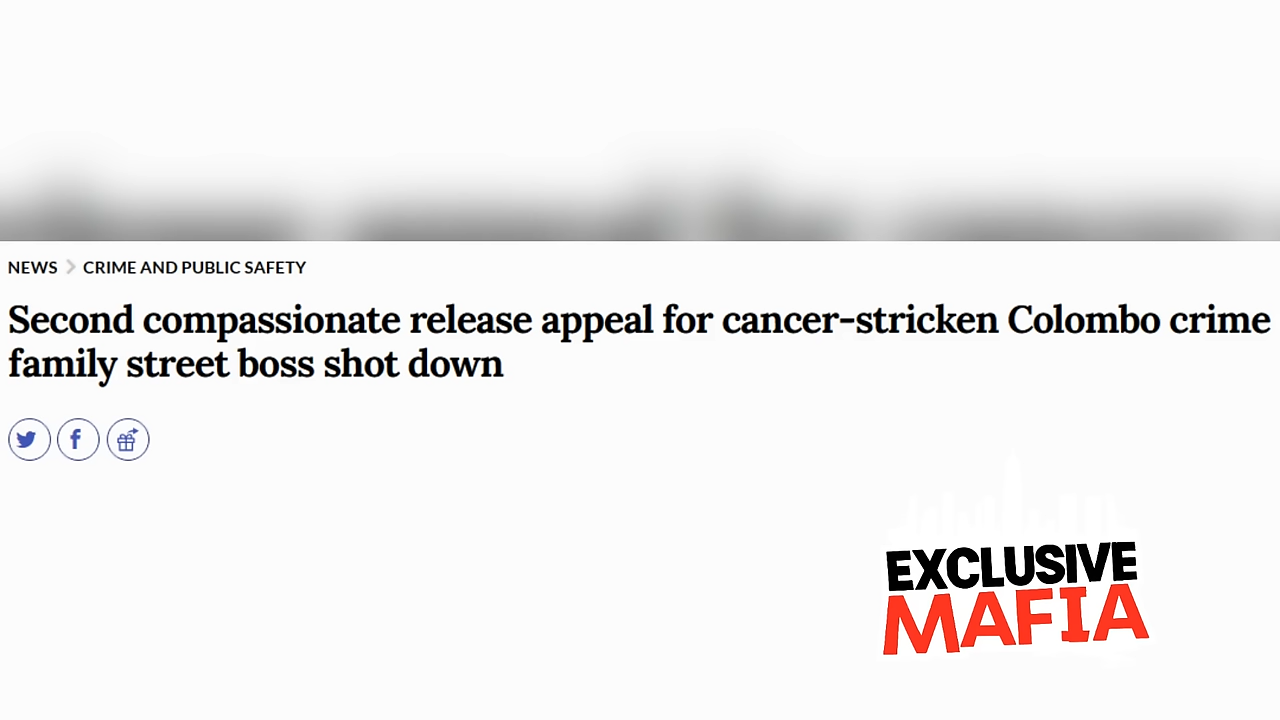 NEWS > CRIME AND PUBLIC SAFETY
Second compassionate release appeal for cancer-stricken Colombo crime
family street boss shot down
EXCLUSIVE
MAFIA